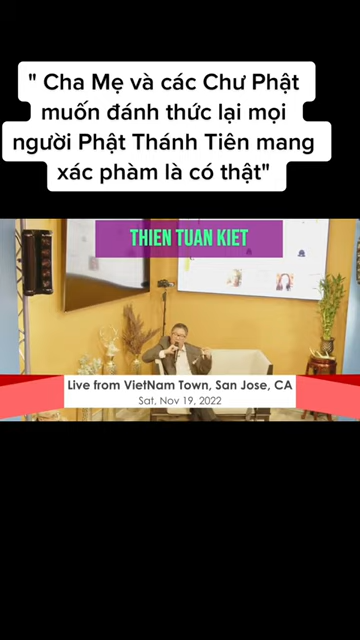 " Cha Mẹ và các Chư Phật
muốn đánh thức lại mọi
người Phật Thánh Tiên mang
xác phàm là có thật"
THIEN TUAN KIET
Live from VietNam Town, San Jose, CA
Sat, Nov 19, 2022